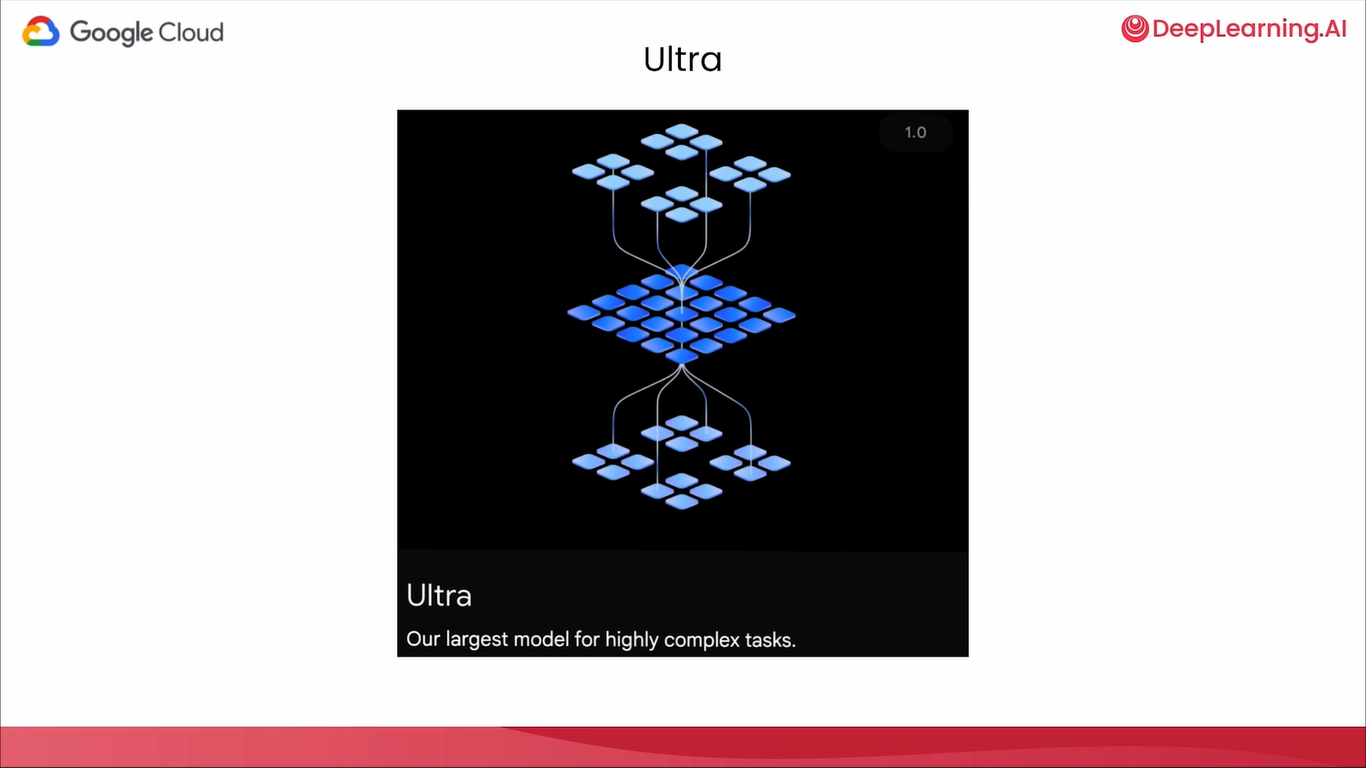 Google Cloud
DeepLearning.AI
Ultra
1.0
Ultra
Our largest model for highly complex tasks.